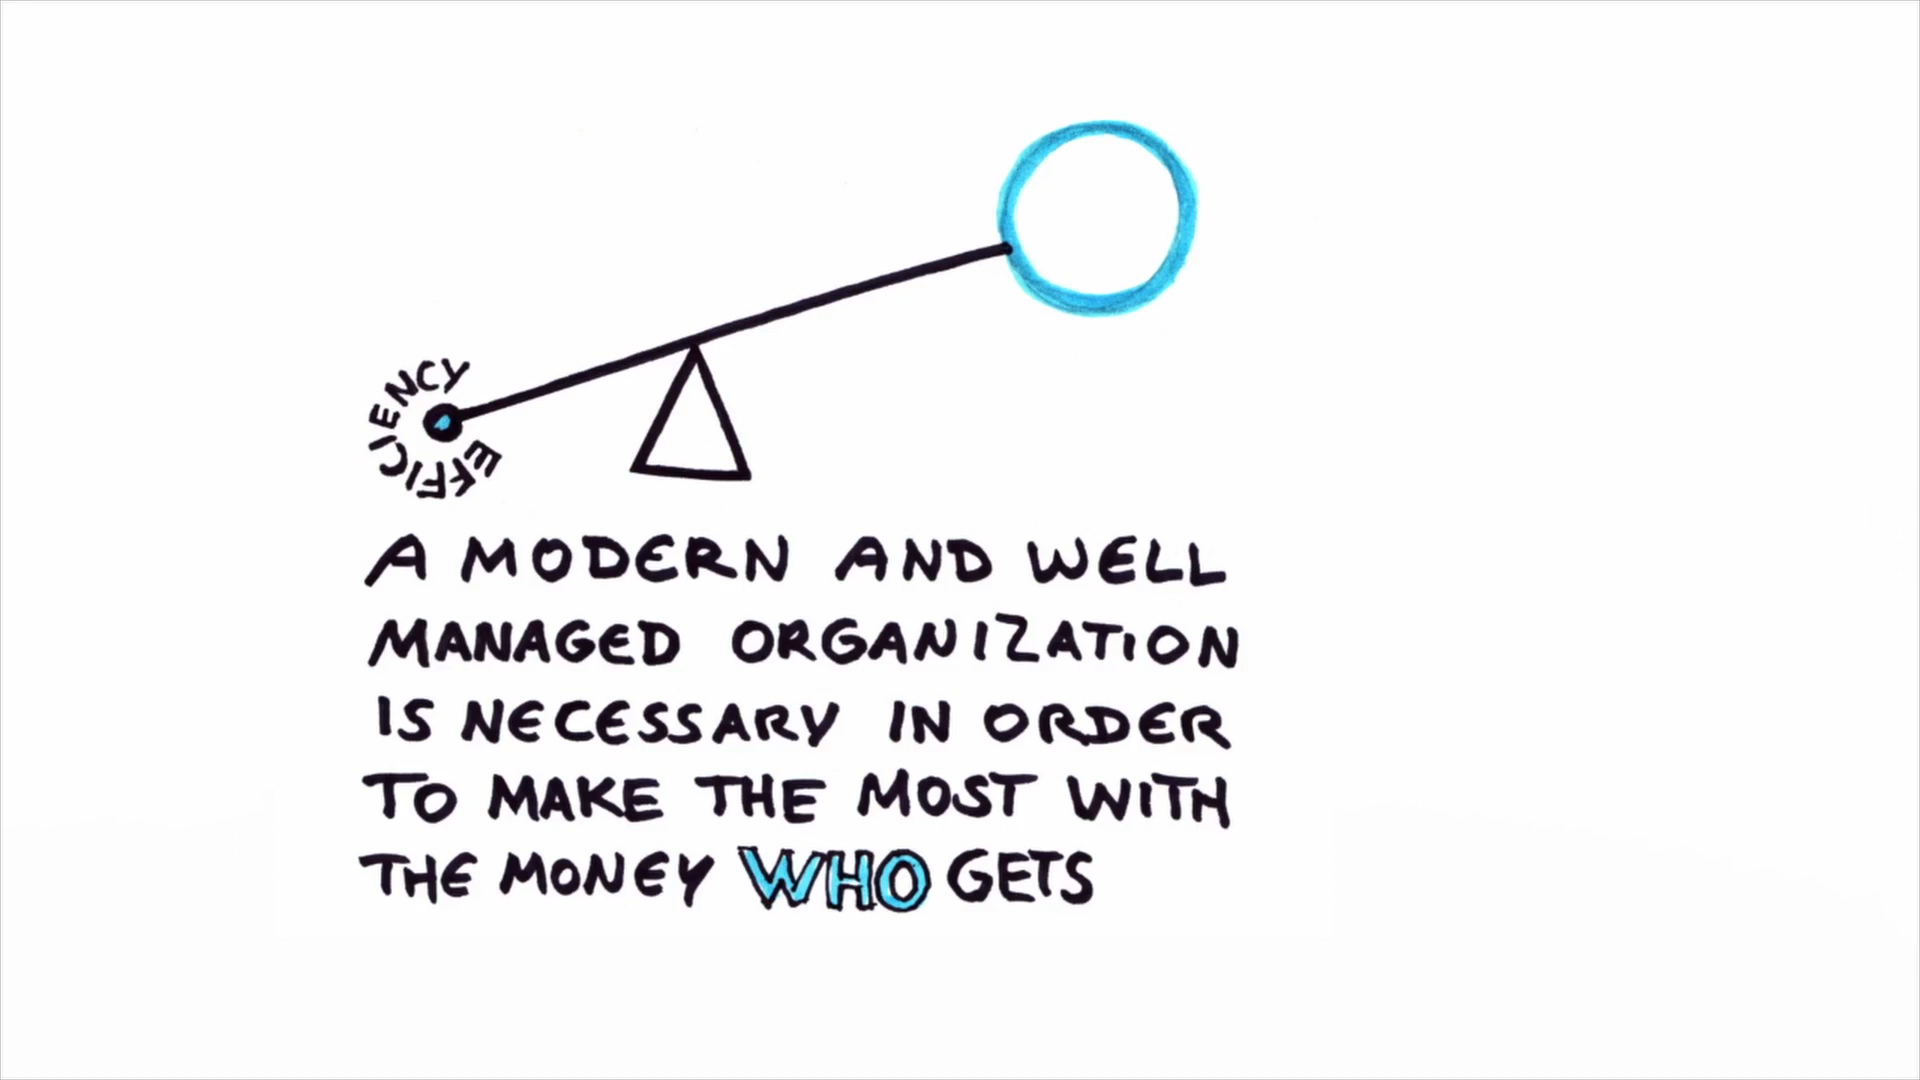 EFFICIENCY
A MODERN AND WELL
MANAGED ORGANIZATION
IS NECESSARY IN ORDER
TO MAKE THE MOST WITH
THE MONEY WHO GETS